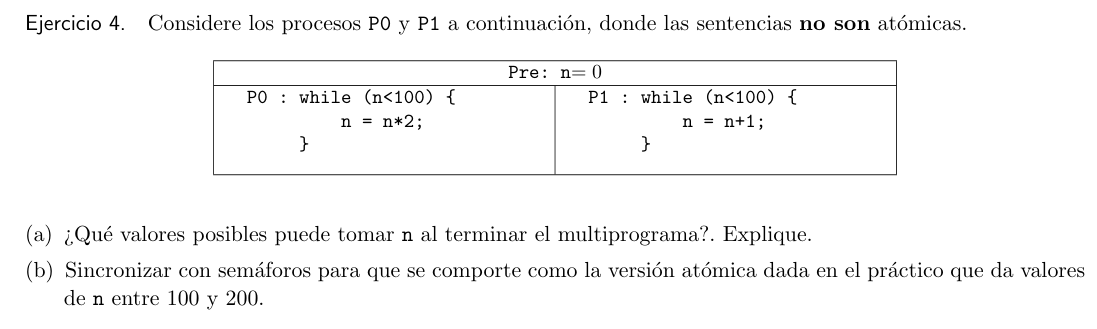 Ejercicio 4. Considere los procesos P0 y P1 a continuación, donde las sentencias no son atómicas.
Pre: n= 0
P0 : while (n<100) {
n = n*2;
}
P1 : while (n<100) {
n = n+1;
}
(a) ¿Qué valores posibles puede tomar n al terminar el multiprograma?. Explique.
(b) Sincronizar con semáforos para que se comporte como la versión atómica dada en el práctico que da valores
de n entre 100 y 200.